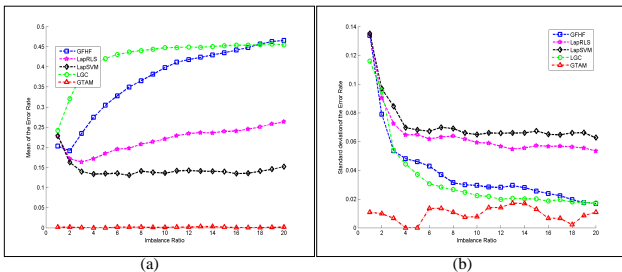 0.5
0.45
0.4
0.35
0.3
0.25
0.2
0.15
0.1
0.05
0
Mean of the Error Rate
0 2 4 6 8 10 12 14 16 18 20
Imbalance Ratio
GFHF
LapRLS
LapSVM
LGC
GTAM
(a)
0.14
0.12
0.1
0.08
0.06
0.04
0.02
0
Standard deviationof the Error Rate
0 2 4 6 8 10 12 14 16 18 20
Imbalance Ratio
GFHF
LapRLS
LapSVM
LGC
GTAM
(b)